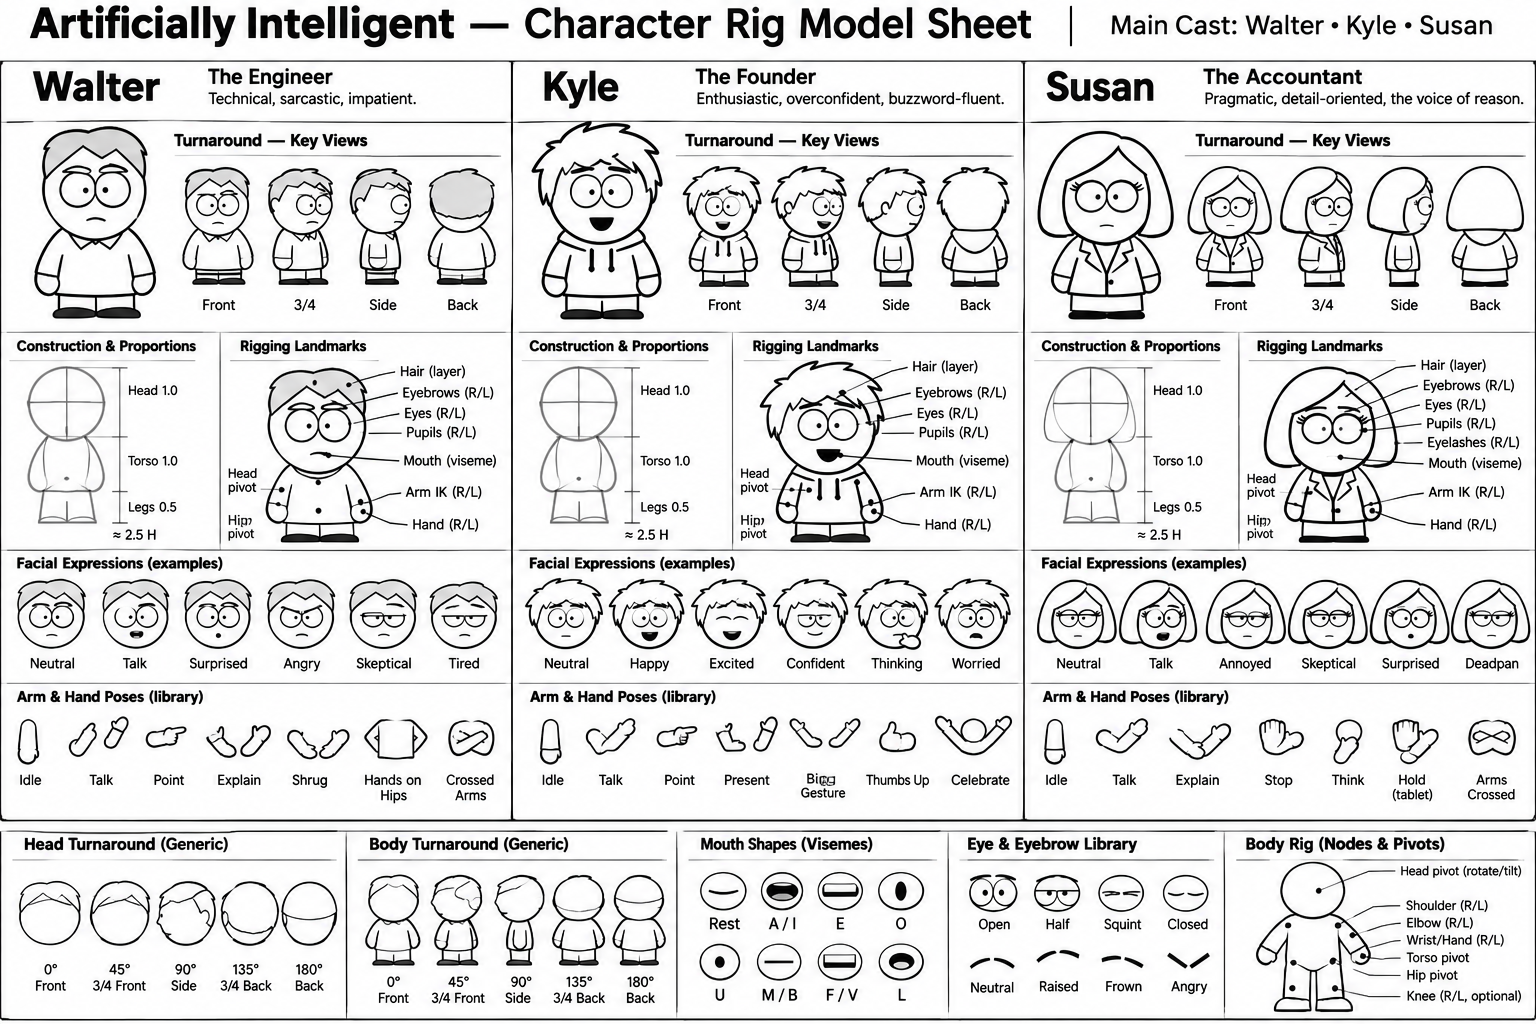 Artificially Intelligent — Character Rig Model Sheet
Main Cast: Walter • Kyle • Susan
Walter
The Engineer
Technical, sarcastic, impatient.
Turnaround — Key Views
Front
3/4
Side
Back
Construction & Proportions
Head 1.0
Torso 1.0
Legs 0.5
≈ 2.5 H
Rigging Landmarks
Hair (layer)
Eyebrows (R/L)
Eyes (R/L)
Pupils (R/L)
Mouth (viseme)
Head
pivot
Arm IK (R/L)
Hip
pivot
Hand (R/L)
Facial Expressions (examples)
Neutral
Talk
Surprised
Angry
Skeptical
Tired
Arm & Hand Poses (library)
Idle
Talk
Point
Explain
Shrug
Hands on
Hips
Crossed
Arms
Kyle
The Founder
Enthusiastic, overconfident, buzzword-fluent.
Turnaround — Key Views
Front
3/4
Side
Back
Construction & Proportions
Head 1.0
Torso 1.0
Legs 0.5
≈ 2.5 H
Rigging Landmarks
Hair (layer)
Eyebrows (R/L)
Eyes (R/L)
Pupils (R/L)
Mouth (viseme)
Head
pivot
Arm IK (R/L)
Hip
pivot
Hand (R/L)
Facial Expressions (examples)
Neutral
Happy
Excited
Confident
Thinking
Worried
Arm & Hand Poses (library)
Idle
Talk
Point
Present
Gesture
Thumbs Up
Celebrate
Susan
The Accountant
Pragmatic, detail-oriented, the voice of reason.
Turnaround — Key Views
Front
3/4
Side
Back
Construction & Proportions
Head 1.0
Torso 1.0
Legs 0.5
≈ 2.5 H
Rigging Landmarks
Hair (layer)
Eyebrows (R/L)
Eyes (R/L)
Pupils (R/L)
Eyelashes (R/L)
Mouth (viseme)
Head
pivot
Arm IK (R/L)
Hip
pivot
Hand (R/L)
Facial Expressions (examples)
Neutral
Talk
Annoyed
Skeptical
Surprised
Deadpan
Arm & Hand Poses (library)
Idle
Talk
Explain
Stop
Think
Hold
(tablet)
Arms
Crossed
Head Turnaround (Generic)
0°
Front
45°
3/4 Front
90°
Side
135°
3/4 Back
180°
Back
Body Turnaround (Generic)
0°
Front
45°
3/4 Front
90°
Side
135°
3/4 Back
180°
Back
Mouth Shapes (Visemes)
Rest
A / I
E
O
U
M / B
F / V
L
Eye & Eyebrow Library
Open
Half
Squint
Closed
Neutral
Raised
Frown
Angry
Body Rig (Nodes & Pivots)
Head pivot (rotate/tilt)
Shoulder (R/L)
Elbow (R/L)
Wrist/Hand (R/L)
Torso pivot
Hip pivot
Knee (R/L, optional)